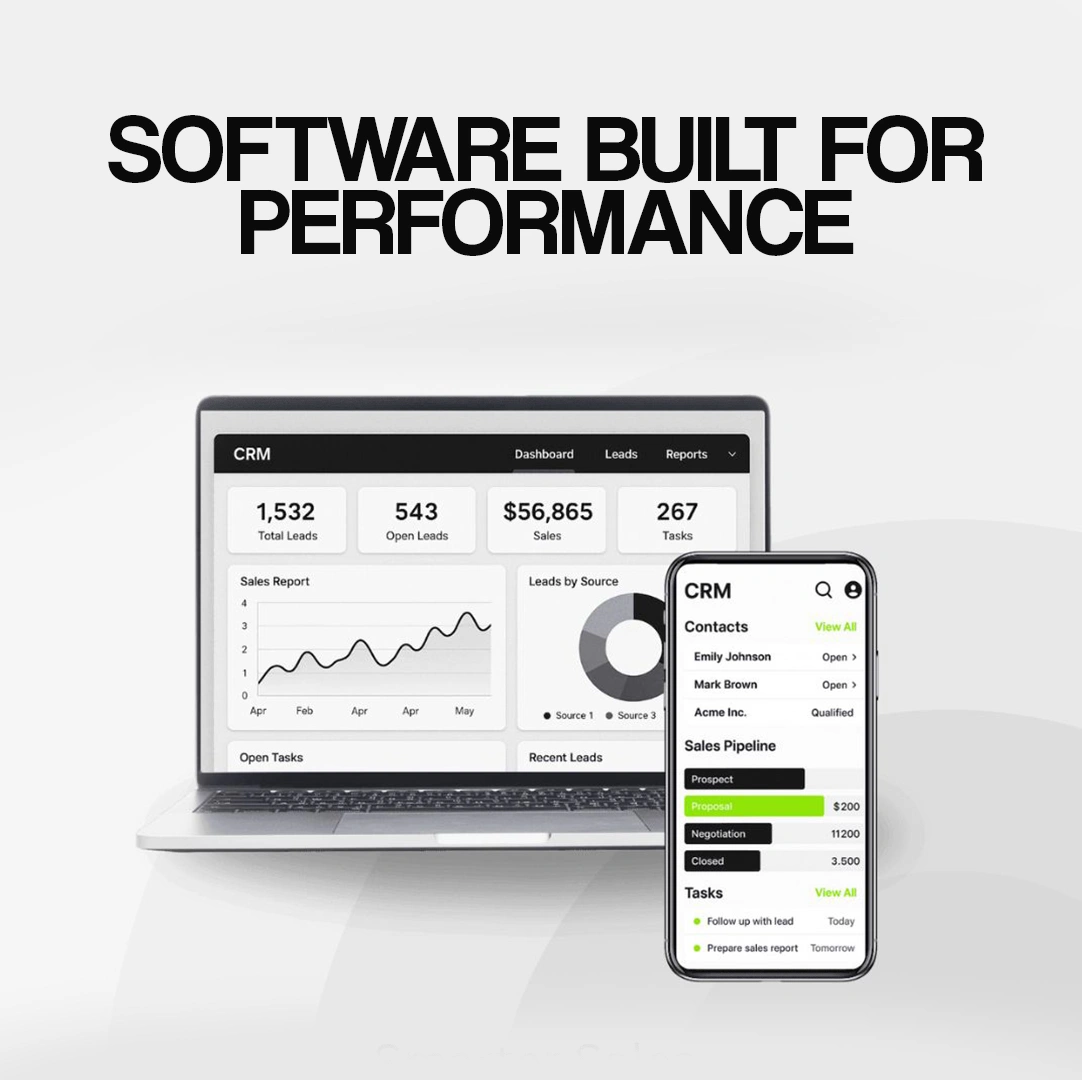 SOFTWARE BUILT FOR
PERFORMANCE
CRM
Dashboard Leads Reports
1,532
Total Leads
543
Open Leads
$56,865
Sales
267
Tasks
Sales Report
4
3
2
1
0
Apr Feb Apr Apr May
Leads by Source
Source 1 Source 3
Open Tasks
Recent Leads
CRM
Contacts View All
Emily Johnson Open
Mark Brown Open
Acme Inc. Qualified
Sales Pipeline
Prospect
Proposal $200
Negotiation 11200
Closed 3.500
Tasks View All
Follow up with lead Today
Prepare sales report Tomorrow